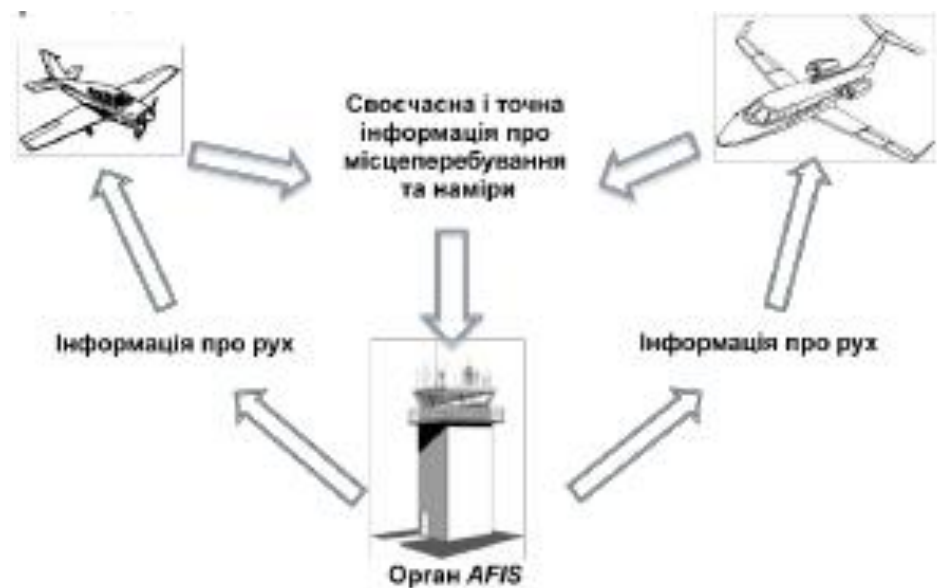 Своєчасна і точна
інформація про
місцеперебування
та наміри
Інформація про рух
Інформація про рух
Орган AFIS